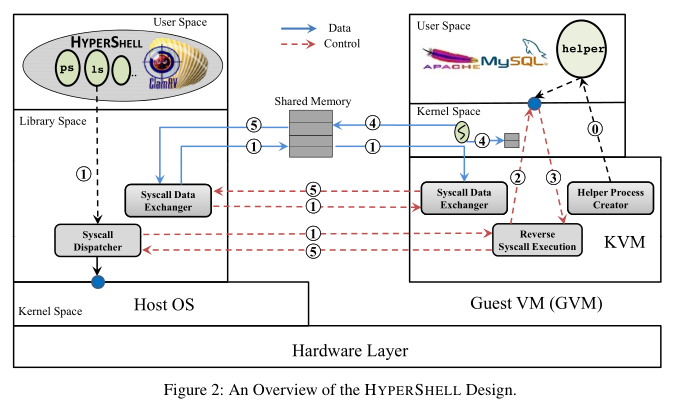 User Space
HYPERSHELL
ps
ls
..
ClamAV
Library Space
Data
Control
Shared Memory
User Space
APACHE
MySQL
helper
Kernel Space
S
5
4
1
1
4
0
1
2
3
5
1
1
5
Syscall Data
Exchanger
Syscall
Dispatcher
Syscall Data
Exchanger
Helper Process
Creator
Reverse
Syscall Execution
KVM
Host OS
Guest VM (GVM)
Kernel Space
Hardware Layer
Figure 2: An Overview of the HYPERSHELL Design.